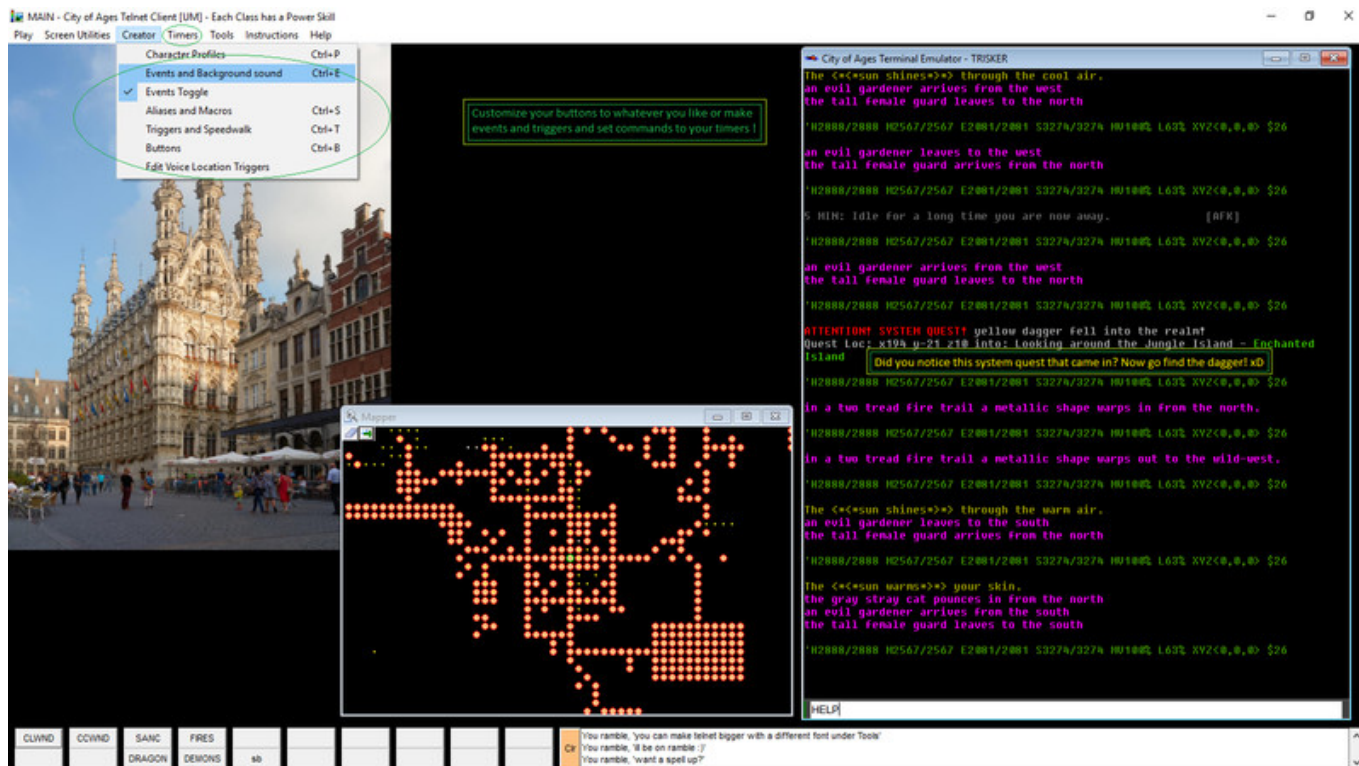 MAIN - City of Ages Telnet Client [UM] - Each Class has a Power Skill
Play Screen Utilities Creator Timers Tools Instructions Help
Character Profiles Ctrl+P
Events and Background sound Ctrl+E
Events Toggle
Aliases and Macros Ctrl+S
Triggers and Speedwalk Ctrl+T
Buttons Ctrl+B
Edit Voice Location Triggers
Customize your buttons to whatever you like or make
events and triggers and set commands to your timers !
Mapper
City of Ages Terminal Emulator - TRISKER
The <*<*sun shines*>*> through the cool air.
an evil gardener arrives from the west
the tall female guard leaves to the north
'H2888/2888 M2567/2567 E2081/2081 S3274/3274 MV100% L63% XYZ<0,0,0> $26
an evil gardener leaves to the west
the tall female guard arrives from the north
'H2888/2888 M2567/2567 E2081/2081 S3274/3274 MV100% L63% XYZ<0,0,0> $26
5 MIN: Idle for a long time you are now away. [AFK]
'H2888/2888 M2567/2567 E2081/2081 S3274/3274 MV100% L63% XYZ<0,0,0> $26
an evil gardener arrives from the west
the tall female guard leaves to the north
'H2888/2888 M2567/2567 E2081/2081 S3274/3274 MV100% L63% XYZ<0,0,0> $26
ATTENTION! SYSTEM QUEST! yellow dagger fell into the realm!
Quest Loc: x194 y-21 z10 into: Looking around the Jungle Island - Enchanted
Island
Did you notice this system quest that came in? Now go find the dagger! xD
'H2888/2888 M2567/2567 E2081/2081 S3274/3274 MV100% L63% XYZ<0,0,0> $26
in a two tread fire trail a metallic shape warps in from the north.
'H2888/2888 M2567/2567 E2081/2081 S3274/3274 MV100% L63% XYZ<0,0,0> $26
in a two tread fire trail a metallic shape warps out to the wild-west.
'H2888/2888 M2567/2567 E2081/2081 S3274/3274 MV100% L63% XYZ<0,0,0> $26
The <*<*sun shines*>*> through the warm air.
an evil gardener leaves to the south
the tall female guard arrives from the north
'H2888/2888 M2567/2567 E2081/2081 S3274/3274 MV100% L63% XYZ<0,0,0> $26
The <*<*sun warms*>*> your skin.
the gray stray cat pounces in from the north
an evil gardener arrives from the south
the tall female guard leaves to the south
'H2888/2888 M2567/2567 E2081/2081 S3274/3274 MV100% L63% XYZ<0,0,0> $26
HELP
CLWND CCWND SANC FIRES
DRAGON DEMONS sb
Clr
You ramble, 'you can make telnet bigger with a different font under Tools'
You ramble, 'ill be on ramble :)'
You ramble, 'want a spell up?'